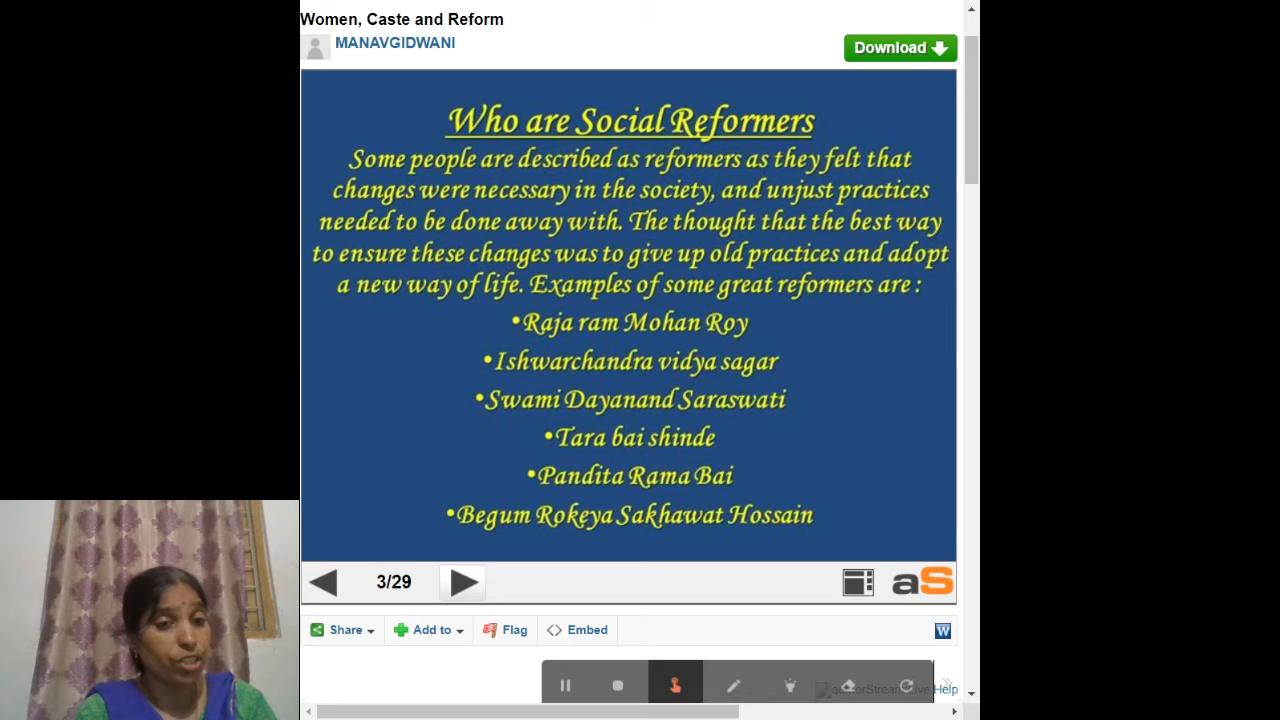 Women, Caste and Reform
MANAVGIDWANI
Download
Who are Social Reformers
Some people are described as reformers as they felt that
changes were necessary in the society, and unjust practices
needed to be done away with. The thought that the best way
to ensure these changes was to give up old practices and adopt
a new way of life. Examples of some great reformers are :
•Raja ram Mohan Roy
•Ishwarchandra vidya sagar
•Swami Dayanand Saraswati
•Tara bai shinde
•Pandita Rama Bai
•Begum Rokeya Sakhawat Hossain
3/29
aS
Share Add to Flag Embed
W
Help